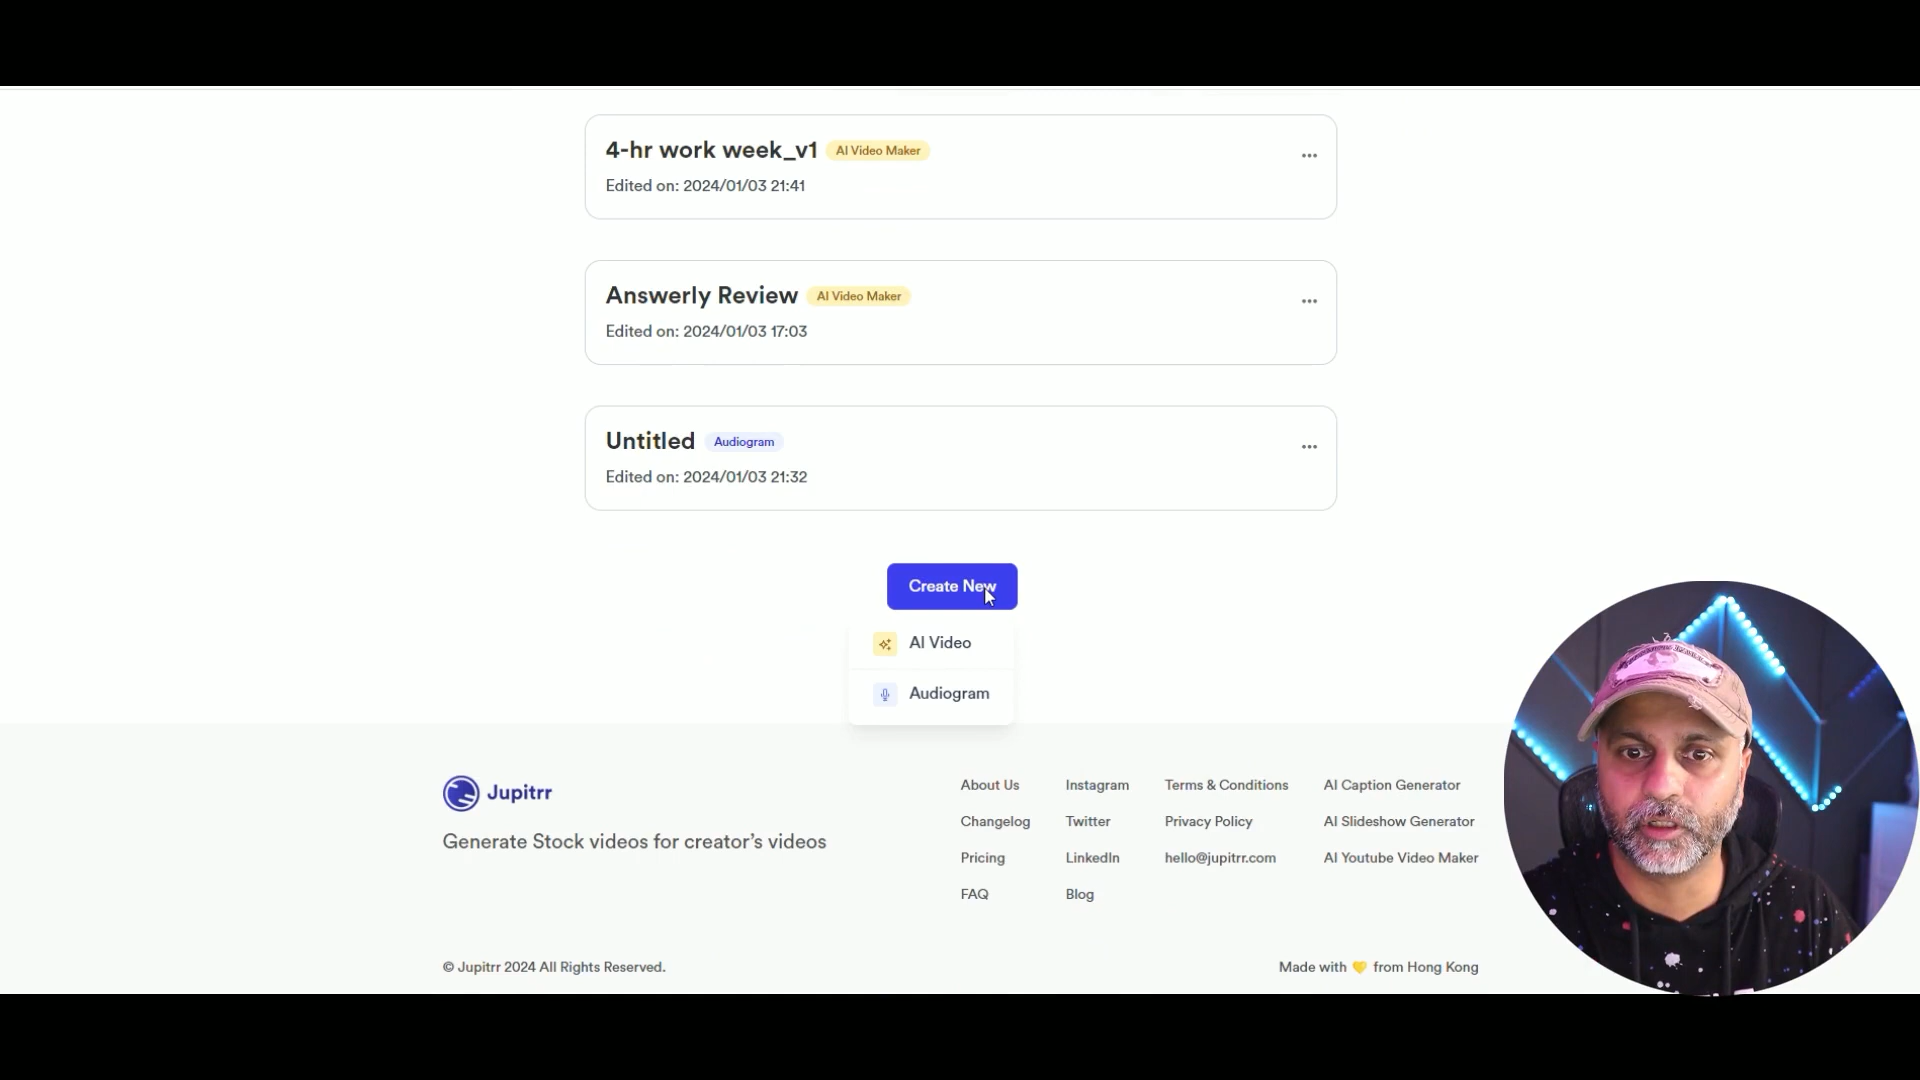 4-hr work week_v1 AI Video Maker
Edited on: 2024/01/03 21:41
Answerly Review AI Video Maker
Edited on: 2024/01/03 17:03
Untitled Audiogram
Edited on: 2024/01/03 21:32
Create New
AI Video
Audiogram
Jupitrr
Generate Stock videos for creator’s videos
About Us
Changelog
Pricing
FAQ
Instagram
Twitter
LinkedIn
Blog
Terms & Conditions
Privacy Policy
hello@jupitrr.com
AI Caption Generator
AI Slideshow Generator
AI Youtube Video Maker
© Jupitrr 2024 All Rights Reserved.
Made with 💛 from Hong Kong